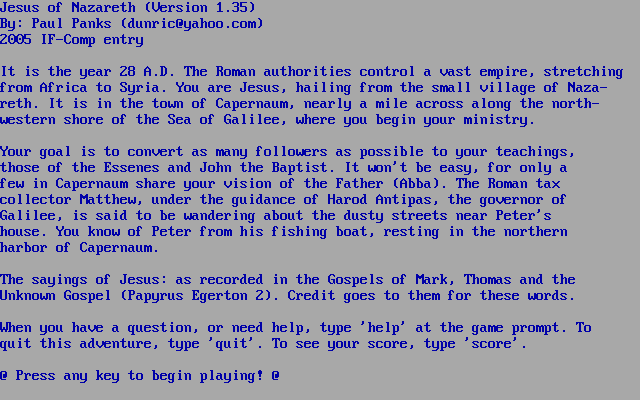 Jesus of Nazareth (Version 1.35)
By: Paul Panks (dunric@yahoo.com)
2005 IF-Comp entry
It is the year 28 A.D. The Roman authorities control a vast empire, stretching
from Africa to Syria. You are Jesus, hailing from the small village of Naza-
reth. It is in the town of Capernaum, nearly a mile across along the north-
western shore of the Sea of Galilee, where you begin your ministry.
Your goal is to convert as many followers as possible to your teachings,
those of the Essenes and John the Baptist. It won't be easy, for only a
few in Capernaum share your vision of the Father (Abba). The Roman tax
collector Matthew, under the guidance of Harod Antipas, the governor of
Galilee, is said to be wandering about the dusty streets near Peter's
house. You know of Peter from his fishing boat, resting in the northern
harbor of Capernaum.
The sayings of Jesus: as recorded in the Gospels of Mark, Thomas and the
Unknown Gospel (Papyrus Egerton 2). Credit goes to them for these words.
When you have a question, or need help, type 'help' at the game prompt. To
quit this adventure, type 'quit'. To see your score, type 'score'.
@ Press any key to begin playing! @